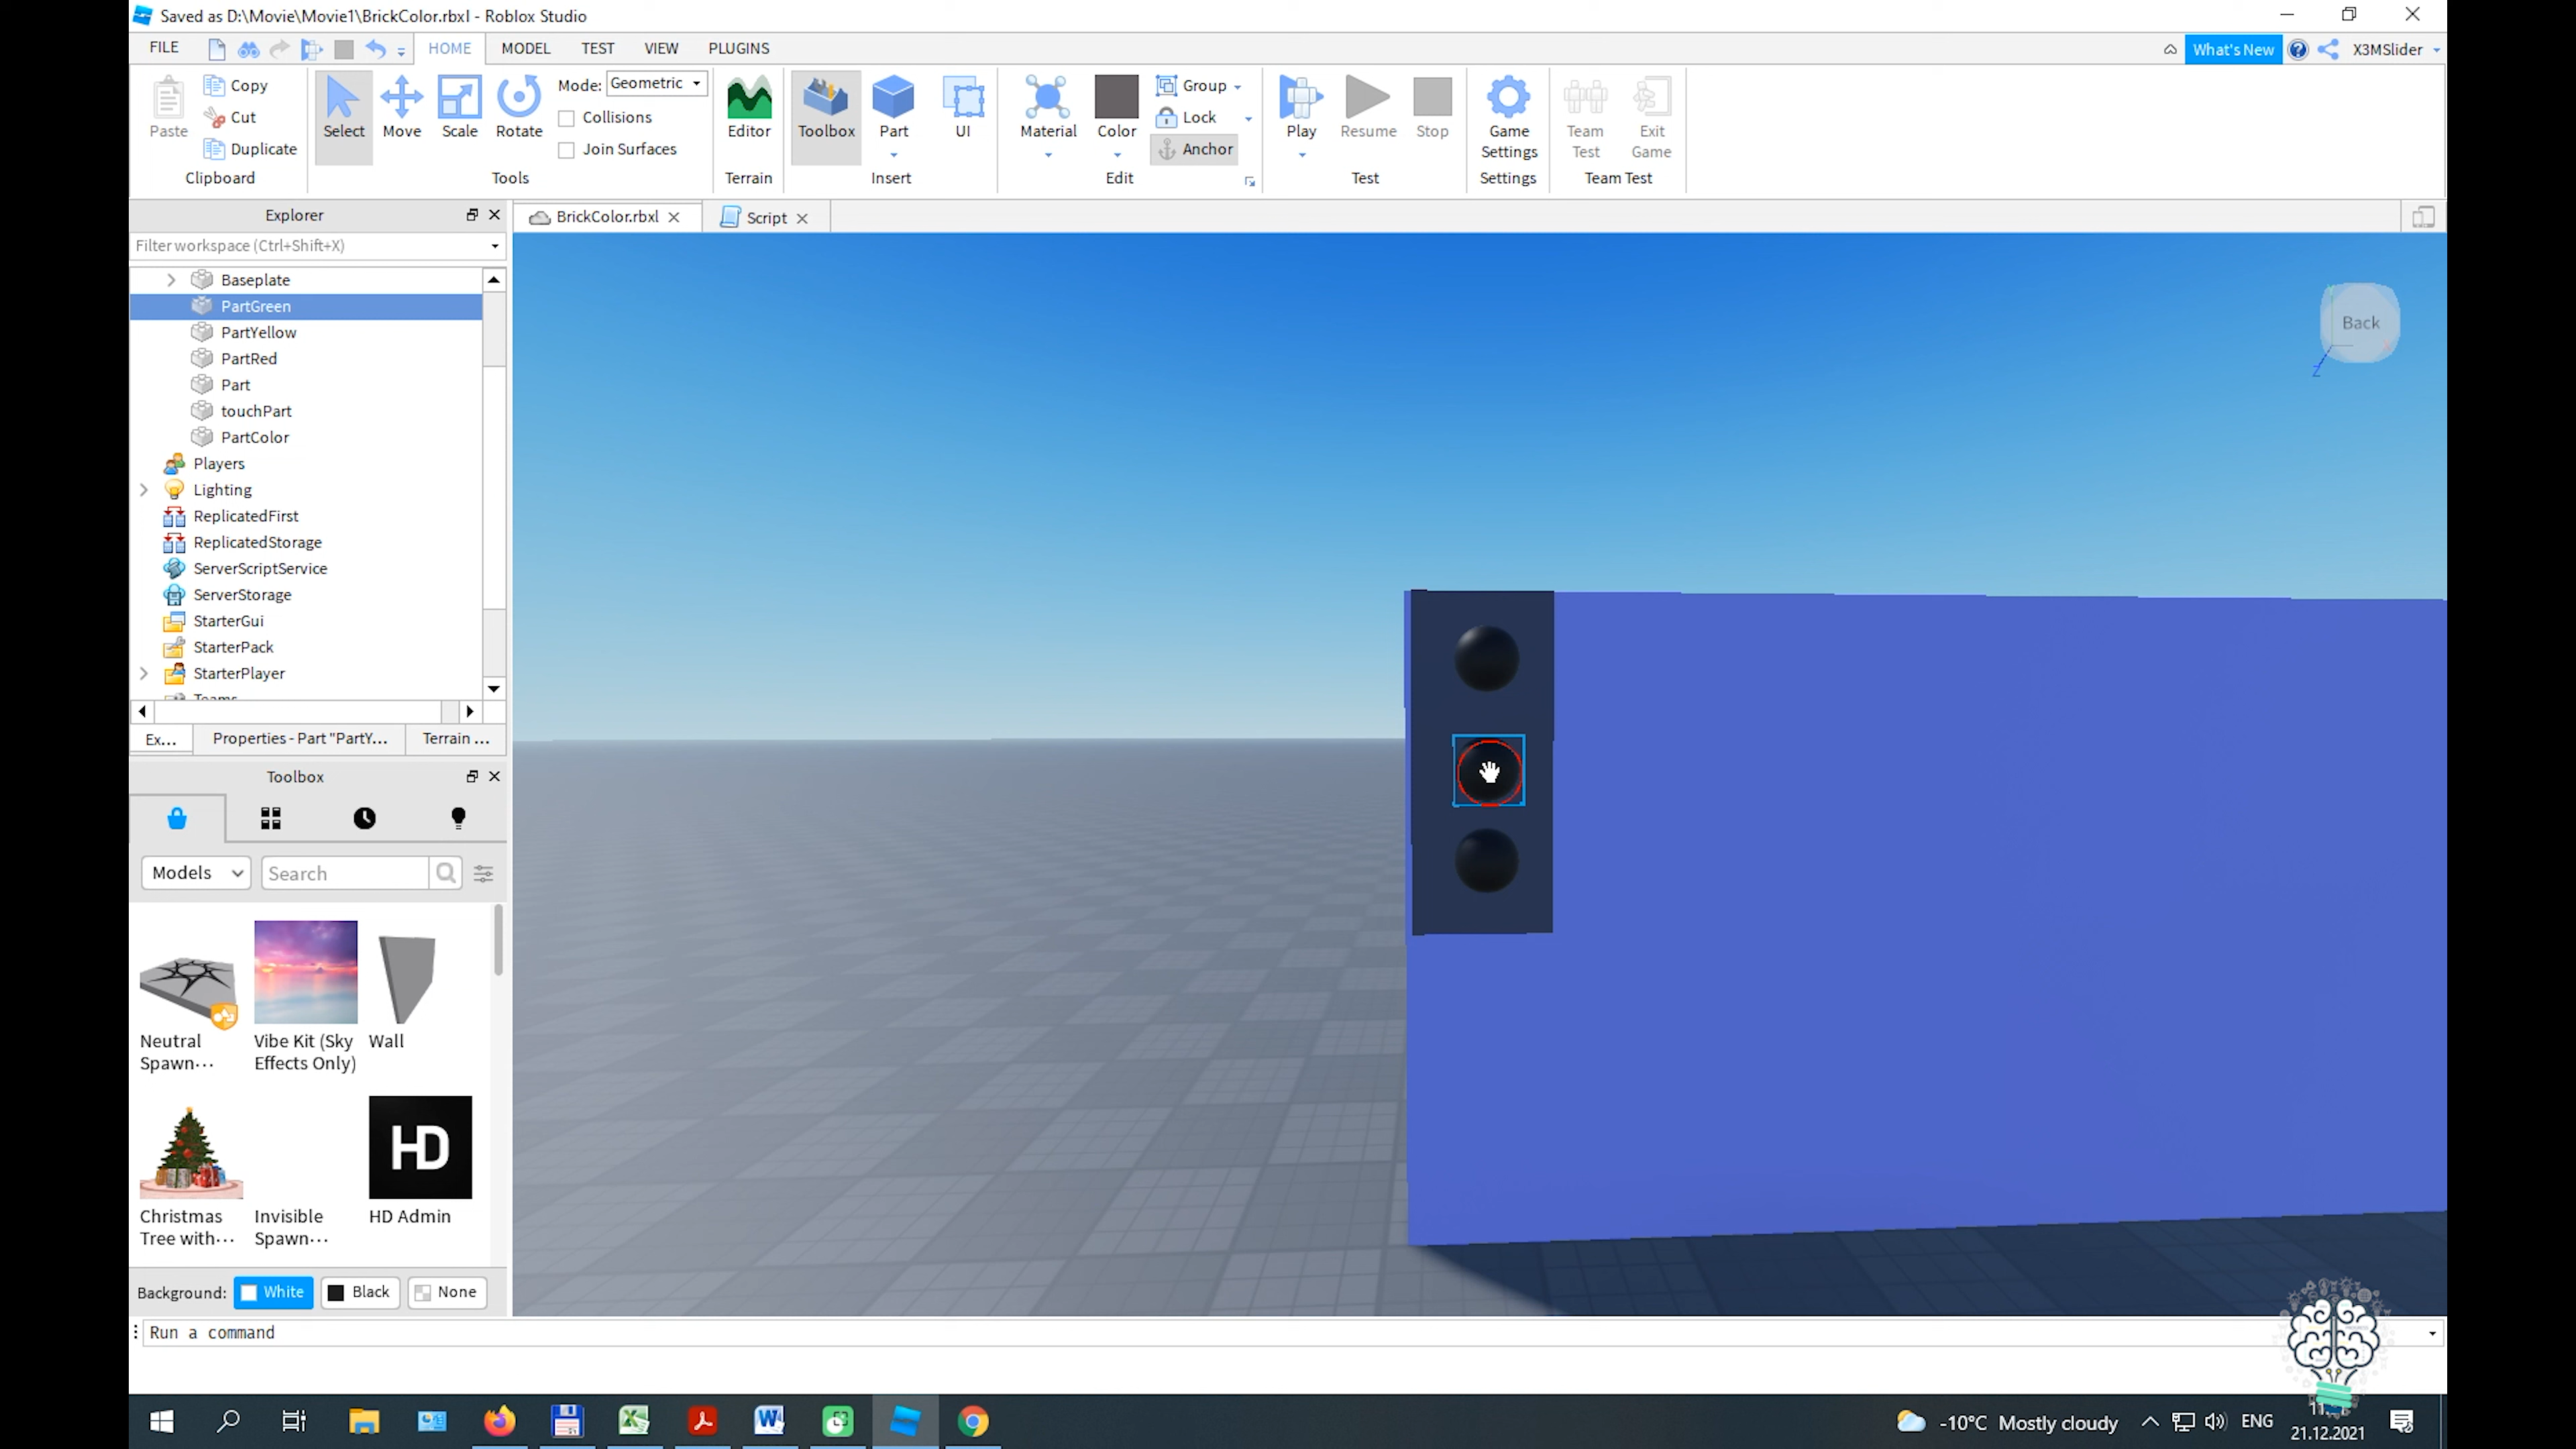 Saved as D:\Movie\Movie1\BrickColor.rbxl - Roblox Studio
FILE HOME MODEL TEST VIEW PLUGINS What's New X3MSlider
Paste
Copy
Cut
Duplicate
Clipboard
Select
Move
Scale
Rotate
Mode: Geometric
Collisions
Join Surfaces
Tools
Editor
Terrain
Toolbox
Part
UI
Insert
Material
Color
Group
Lock
Anchor
Edit
Play
Resume
Stop
Test
Game
Settings
Settings
Team
Test
Exit
Game
Team Test
Explorer
BrickColor.rbxl
Script
Filter workspace (Ctrl+Shift+X)
Baseplate
PartGreen
PartYellow
PartRed
Part
touchPart
PartColor
Players
Lighting
ReplicatedFirst
ReplicatedStorage
ServerScriptService
ServerStorage
StarterGui
StarterPack
StarterPlayer
Teams
Back
Z
Ex... Properties - Part "PartY... Terrain ...
Toolbox
Models
Search
Neutral
Spawn...
Vibe Kit (Sky
Effects Only)
Wall
Christmas
Tree with...
Invisible
Spawn...
HD
HD Admin
Background: White Black None
Run a command
-10°C Mostly cloudy
ENG
21.12.2021